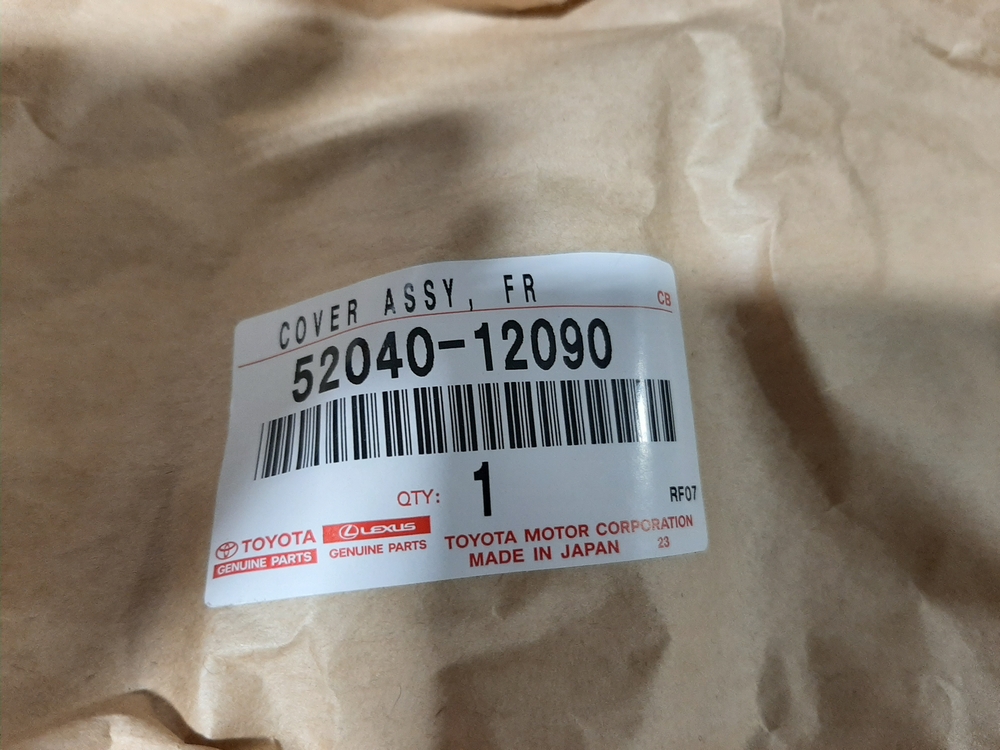 COVER ASSY, FR
CB
52040-12090
QTY: 1
RF07
TOYOTA
GENUINE PARTS
LEXUS
GENUINE PARTS
TOYOTA MOTOR CORPORATION
MADE IN JAPAN 23